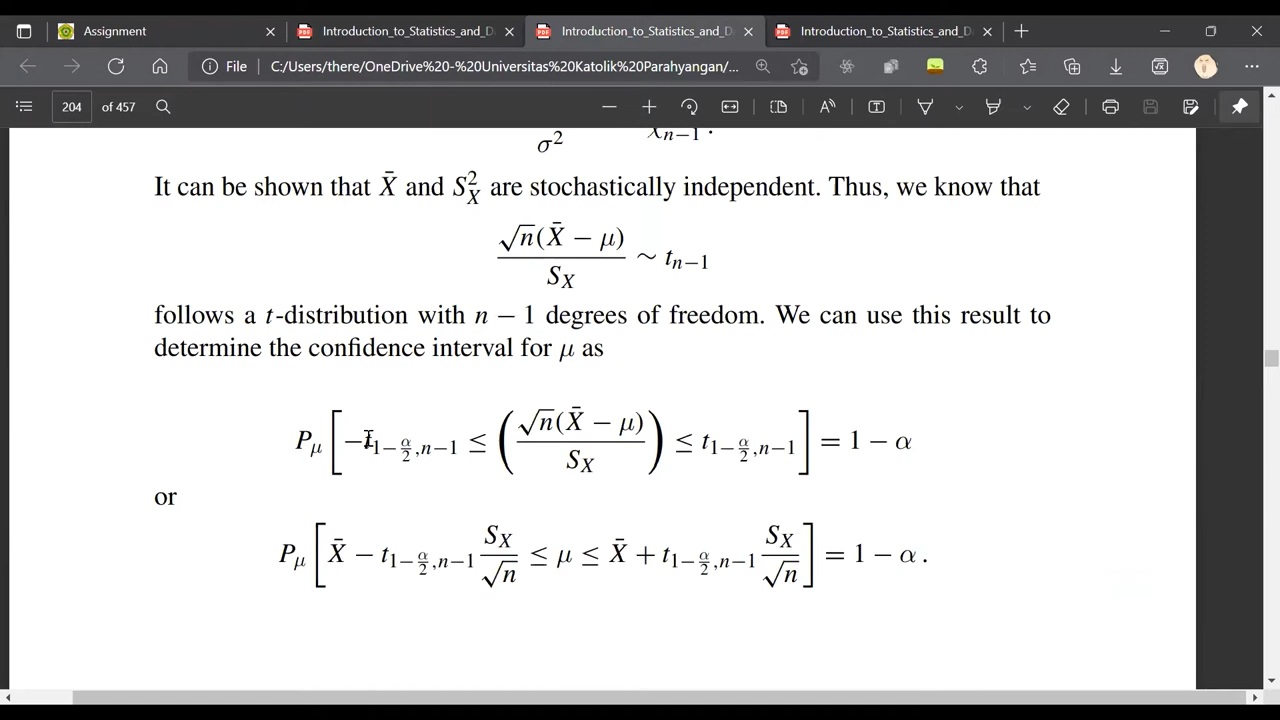 Assignment
Introduction_to_Statistics_and_D
Introduction_to_Statistics_and_D
Introduction_to_Statistics_and_D
File
C:/Users/there/OneDrive%20-%20Universitas%20Katolik%20Parahyangan/...
204 of 457
σ² χ_{n−1} .
It can be shown that X̄ and S²_X are stochastically independent. Thus, we know that
√n(X̄ − μ) / S_X ∼ t_{n−1}
follows a t-distribution with n − 1 degrees of freedom. We can use this result to
determine the confidence interval for μ as
P_μ [ −t_{1−α/2,n−1} ≤ ( √n(X̄ − μ) / S_X ) ≤ t_{1−α/2,n−1} ] = 1 − α
or
P_μ [ X̄ − t_{1−α/2,n−1} S_X/√n ≤ μ ≤ X̄ + t_{1−α/2,n−1} S_X/√n ] = 1 − α .